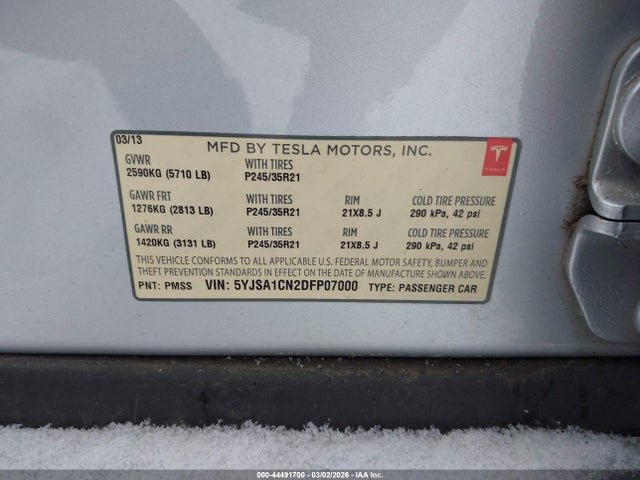 03/13
MFD BY TESLA MOTORS, INC.
GVWR WITH TIRES
2590KG (5710 LB) P245/35R21
TESLA
GAWR FRT WITH TIRES RIM COLD TIRE PRESSURE
1276KG (2813 LB) P245/35R21 21X8.5 J 290 kPa, 42 psi
GAWR RR WITH TIRES RIM COLD TIRE PRESSURE
1420KG (3131 LB) P245/35R21 21X8.5 J 290 kPa, 42 psi
THIS VEHICLE CONFORMS TO ALL APPLICABLE U.S. FEDERAL MOTOR SAFETY, BUMPER AND
THEFT PREVENTION STANDARDS IN EFFECT ON THE DATE OF MANUFACTURE SHOWN ABOVE.
PNT: PMSS VIN: 5YJSA1CN2DFP07000 TYPE: PASSENGER CAR
000-44491700 - 03/02/2026 - IAA Inc.